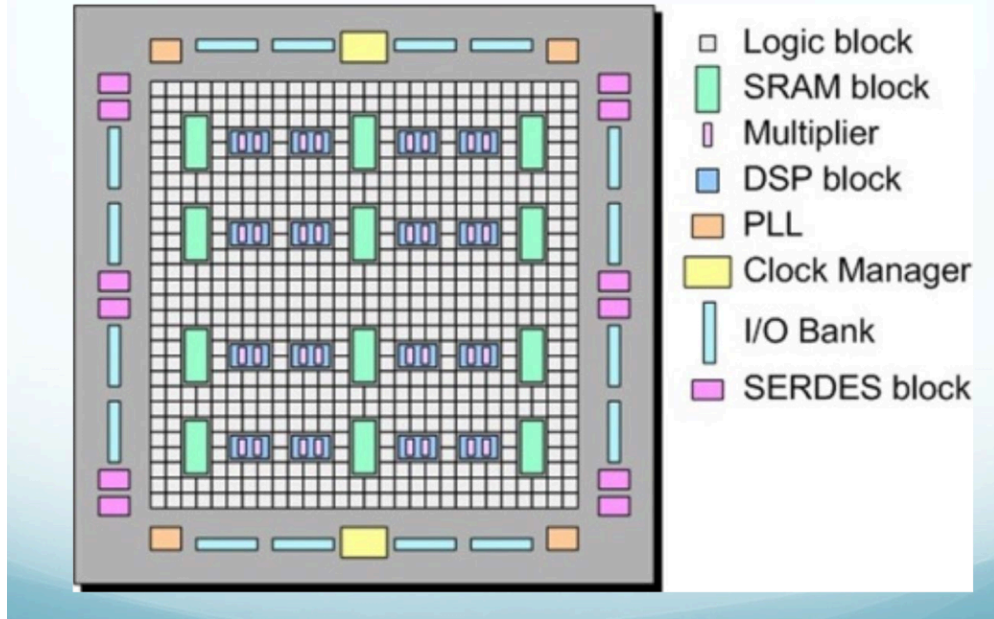 Logic block
SRAM block
Multiplier
DSP block
PLL
Clock Manager
I/O Bank
SERDES block